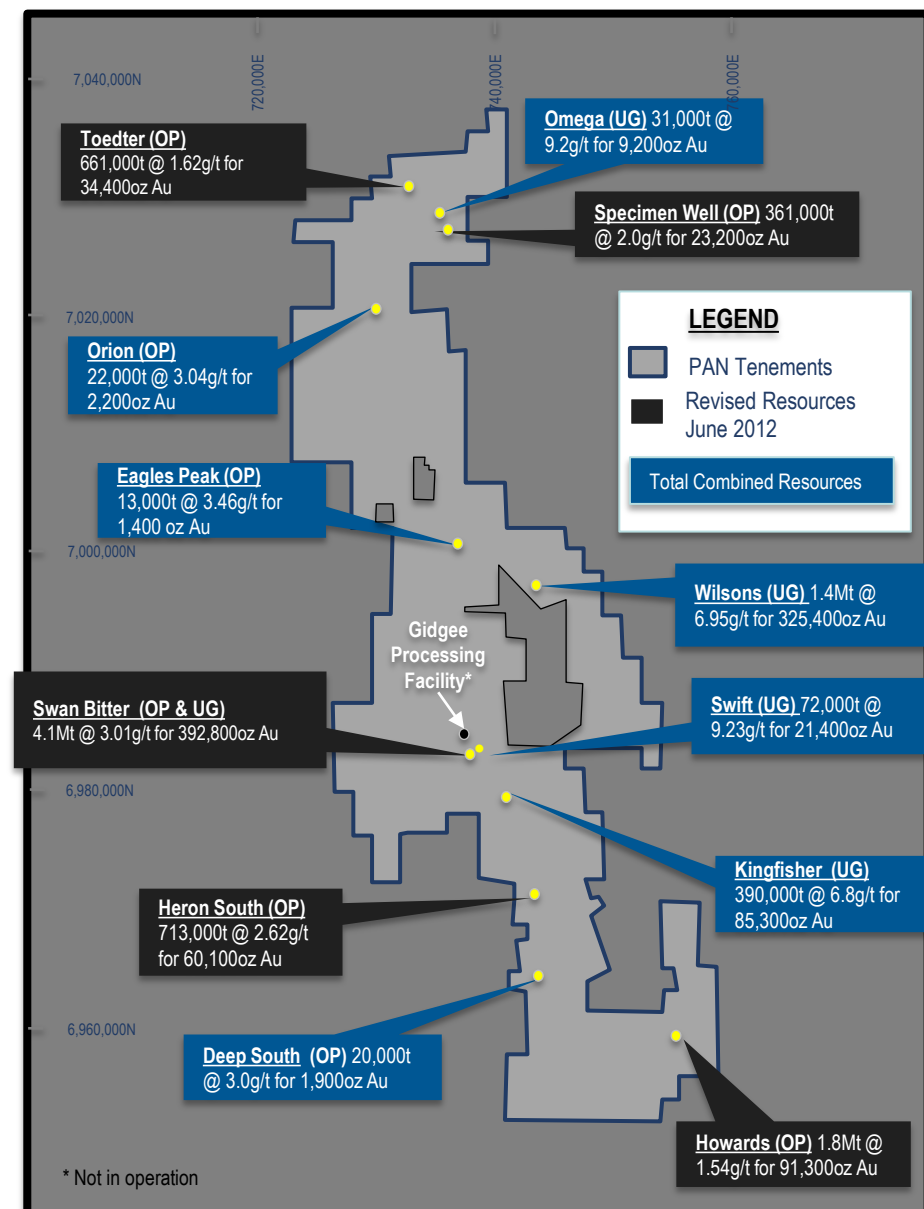 720,000E
740,000E
760,000E
7,040,000N
Toedter (OP)
661,000t @ 1.62g/t for
34,400oz Au
Omega (UG) 31,000t @
9.2g/t for 9,200oz Au
Specimen Well (OP) 361,000t
@ 2.0g/t for 23,200oz Au
7,020,000N
LEGEND
PAN Tenements
Revised Resources
June 2012
Total Combined Resources
Orion (OP)
22,000t @ 3.04g/t for
2,200oz Au
Eagles Peak (OP)
13,000t @ 3.46g/t for
1,400 oz Au
7,000,000N
Wilsons (UG) 1.4Mt @
6.95g/t for 325,400oz Au
Gidgee
Processing
Facility*
Swan Bitter (OP & UG)
4.1Mt @ 3.01g/t for 392,800oz Au
Swift (UG) 72,000t @
9.23g/t for 21,400oz Au
6,980,000N
Kingfisher (UG)
390,000t @ 6.8g/t for
85,300oz Au
Heron South (OP)
713,000t @ 2.62g/t
for 60,100oz Au
6,960,000N
Deep South (OP) 20,000t
@ 3.0g/t for 1,900oz Au
Howards (OP) 1.8Mt @
1.54g/t for 91,300oz Au
* Not in operation